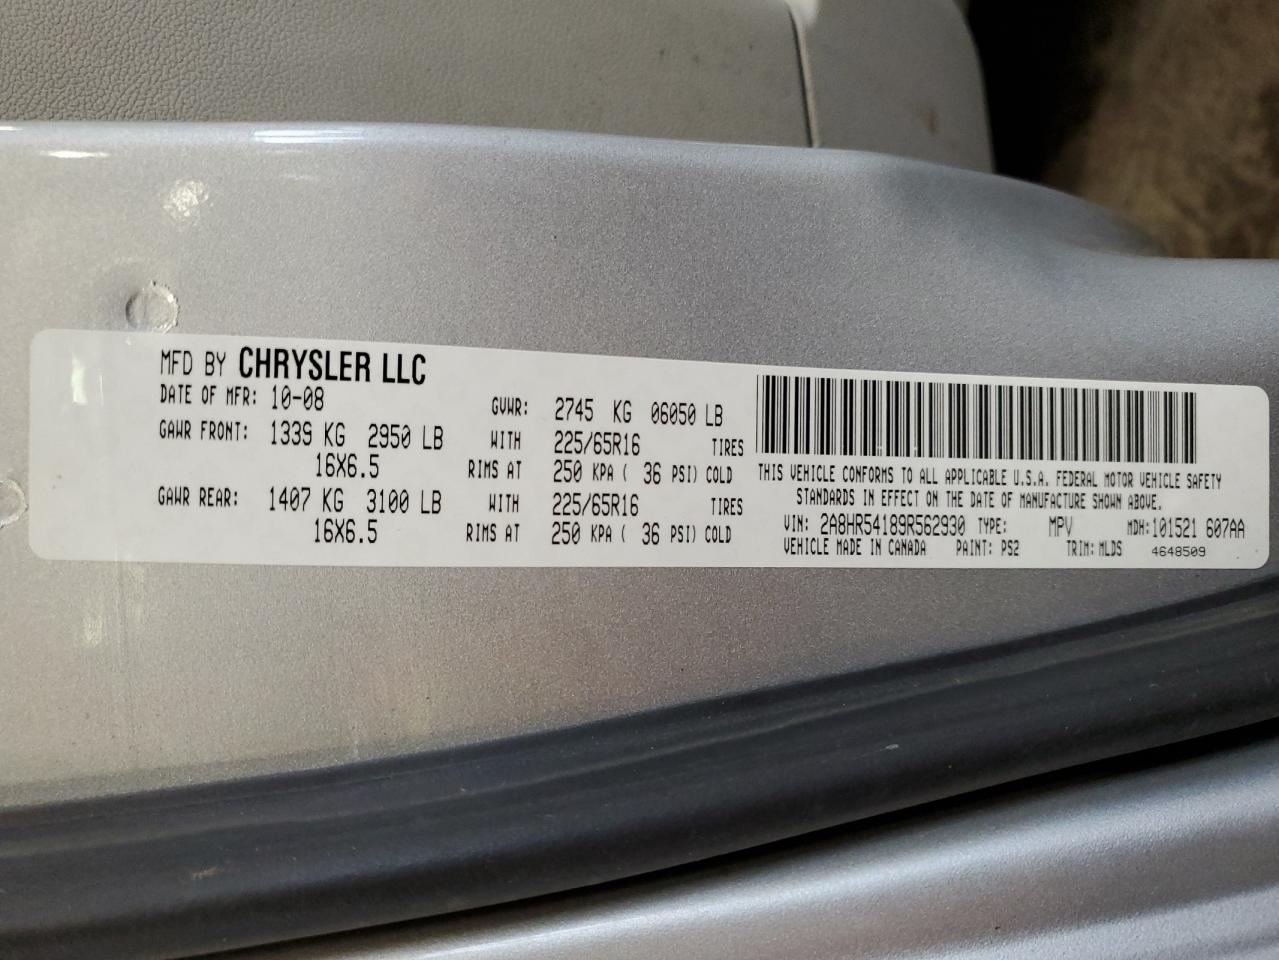 MFD BY CHRYSLER LLC
DATE OF MFR: 10-08 GVWR: 2745 KG 06050 LB
GAWR FRONT: 1339 KG 2950 LB WITH 225/65R16 TIRES
16X6.5 RIMS AT 250 KPA ( 36 PSI) COLD
GAWR REAR: 1407 KG 3100 LB WITH 225/65R16 TIRES
16X6.5 RIMS AT 250 KPA ( 36 PSI) COLD
THIS VEHICLE CONFORMS TO ALL APPLICABLE U.S.A. FEDERAL MOTOR VEHICLE SAFETY
STANDARDS IN EFFECT ON THE DATE OF MANUFACTURE SHOWN ABOVE.
VIN: 2A8HR54189R562930 TYPE: MPV MDH: 101521 607AA
VEHICLE MADE IN CANADA PAINT: PS2 TRIM: MLDS 4648509